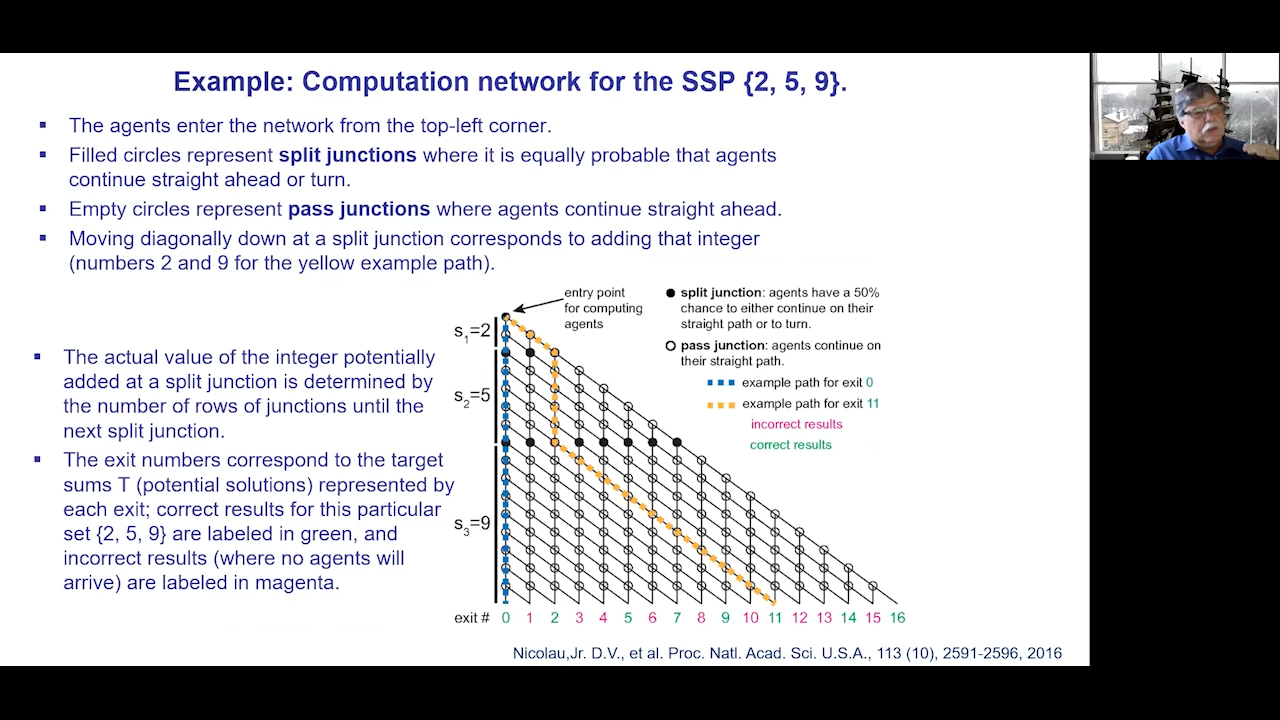 Example: Computation network for the SSP {2, 5, 9}.
▪ The agents enter the network from the top-left corner.
▪ Filled circles represent split junctions where it is equally probable that agents
continue straight ahead or turn.
▪ Empty circles represent pass junctions where agents continue straight ahead.
▪ Moving diagonally down at a split junction corresponds to adding that integer
(numbers 2 and 9 for the yellow example path).
▪ The actual value of the integer potentially
added at a split junction is determined by
the number of rows of junctions until the
next split junction.
▪ The exit numbers correspond to the target
sums T (potential solutions) represented by
each exit; correct results for this particular
set {2, 5, 9} are labeled in green, and
incorrect results (where no agents will
arrive) are labeled in magenta.
entry point
for computing
agents
split junction: agents have a 50%
chance to either continue on their
straight path or to turn.
pass junction: agents continue on
their straight path.
example path for exit 0
example path for exit 11
incorrect results
correct results
s1=2
s2=5
s3=9
exit # 0 1 2 3 4 5 6 7 8 9 10 11 12 13 14 15 16
Nicolau,Jr. D.V., et al. Proc. Natl. Acad. Sci. U.S.A., 113 (10), 2591-2596, 2016